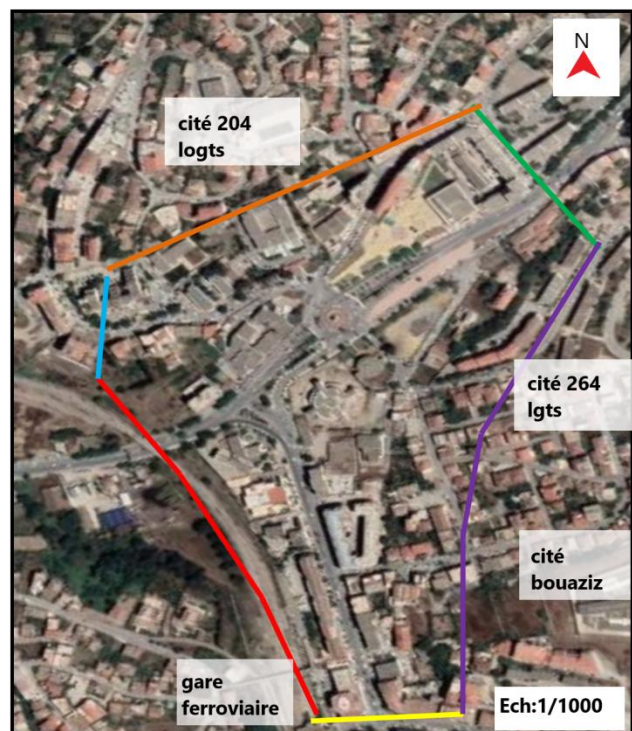 N
cité 204
logts
cité 264
lgts
cité
bouaziz
gare
ferroviaire
Ech:1/1000